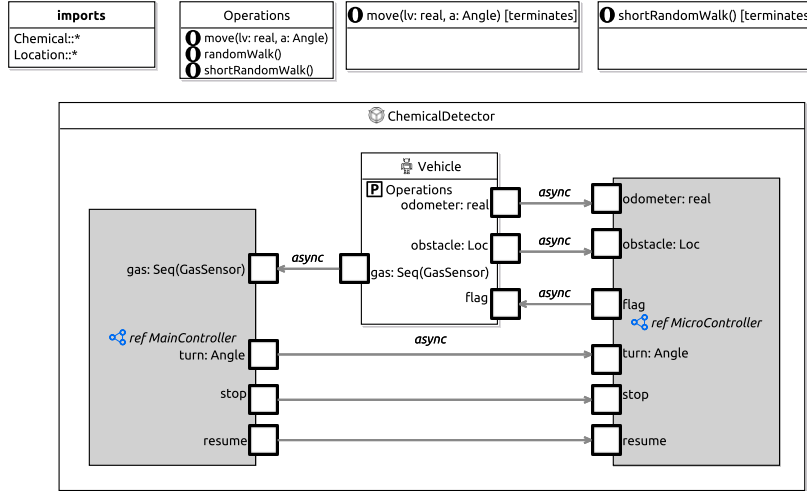 imports
Chemical::*
Location::*
Operations
O move(lv: real, a: Angle)
O randomWalk()
O shortRandomWalk()
O move(lv: real, a: Angle) [terminates]
O shortRandomWalk() [terminates
ChemicalDetector
Vehicle
P Operations
odometer: real
async
odometer: real
obstacle: Loc
async
obstacle: Loc
gas: Seq(GasSensor)
async
gas: Seq(GasSensor)
flag
async
flag
ref MainController
ref MicroController
turn: Angle
async
turn: Angle
stop
stop
resume
resume